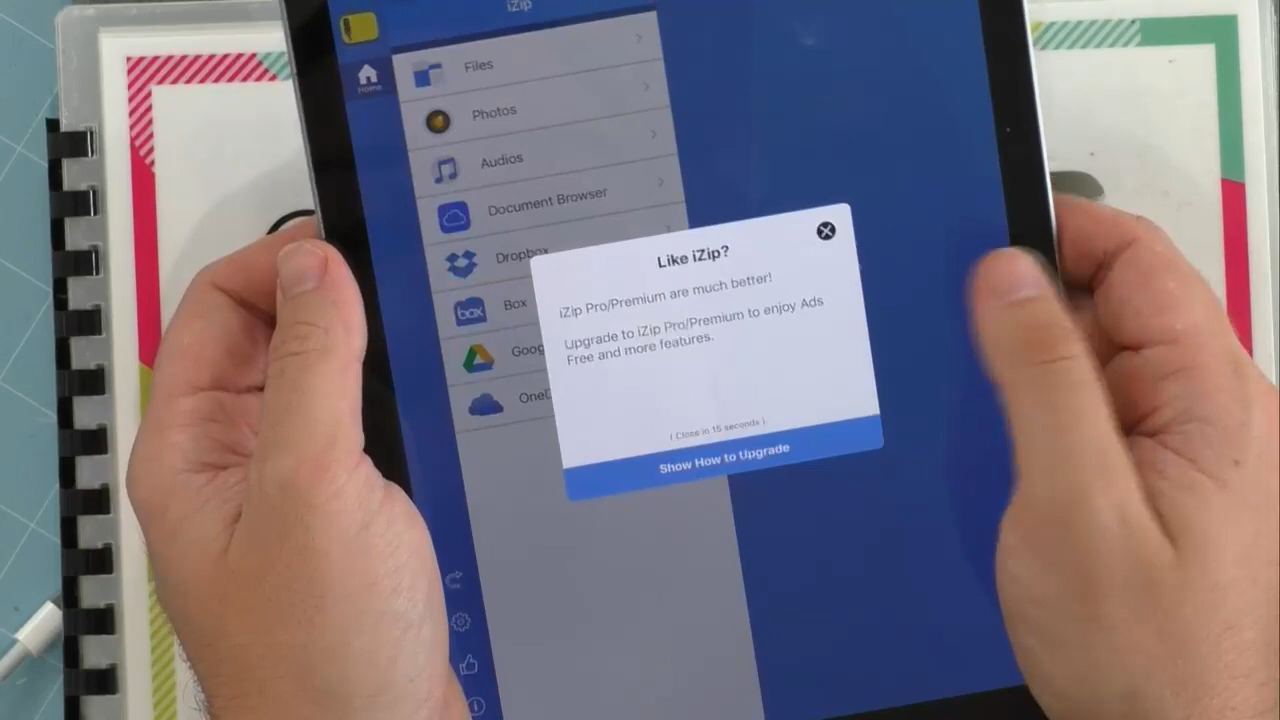 iZip
Home
Files
Photos
Audios
Document Browser
Dropbox
Box
box
Like iZip?
iZip Pro/Premium are much better!
Upgrade to iZip Pro/Premium to enjoy Ads
Free and more features.
( Close in 15 seconds )
Show How to Upgrade